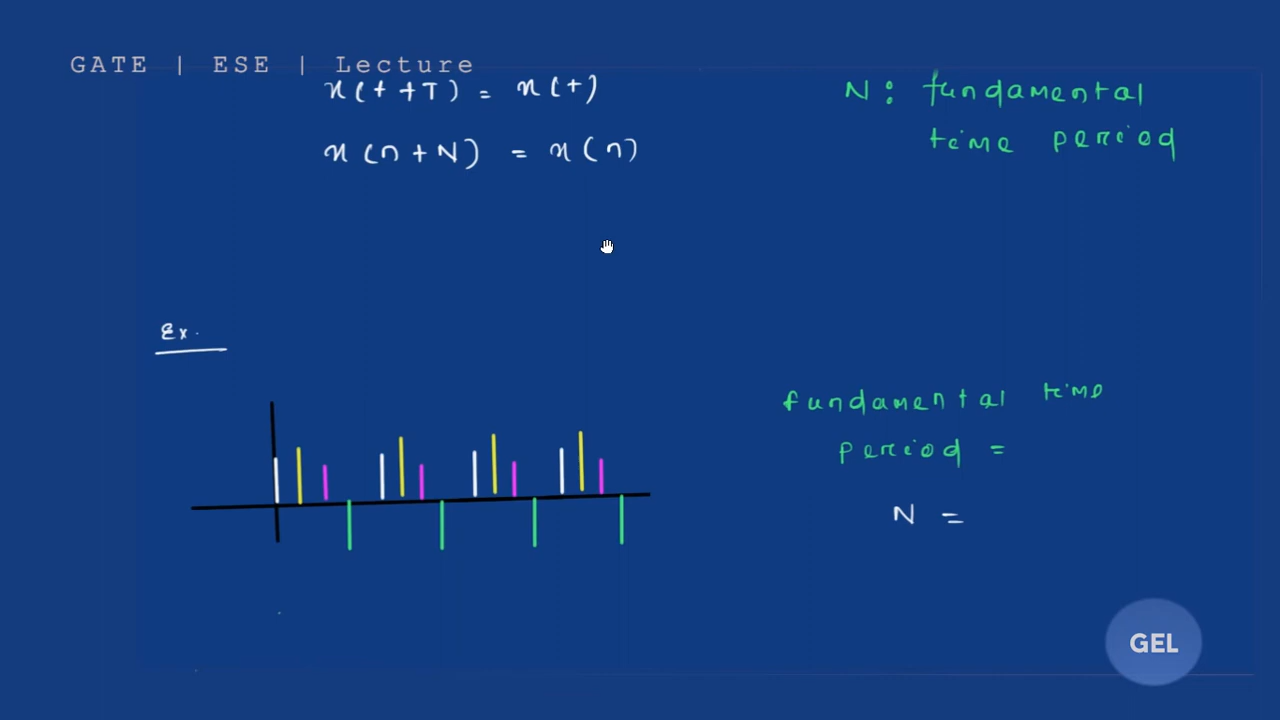 GATE | ESE | Lecture
x(t+T) = x(t)
x(n+N) = x(n)
N: fundamental
time period
Ex.
fundamental time
period =
N =
GEL